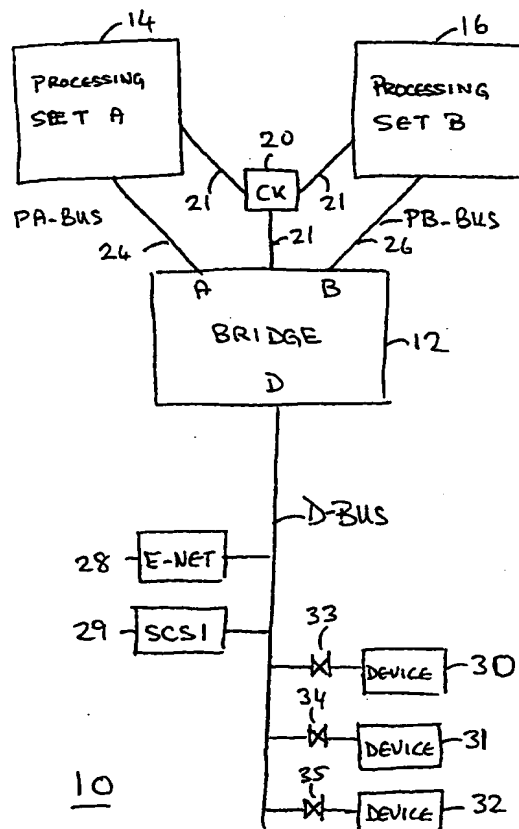 14
16
PROCESSING
SEET A
PROCESSING
SET B
20
CK
21
21
21
PA-BUS
24
PB-BUS
26
A
B
BRIDGE
12
D
D-BUS
28
E-NET
29
SCSI
33
DEVICE
30
34
DEVICE
31
35
DEVICE
32
10